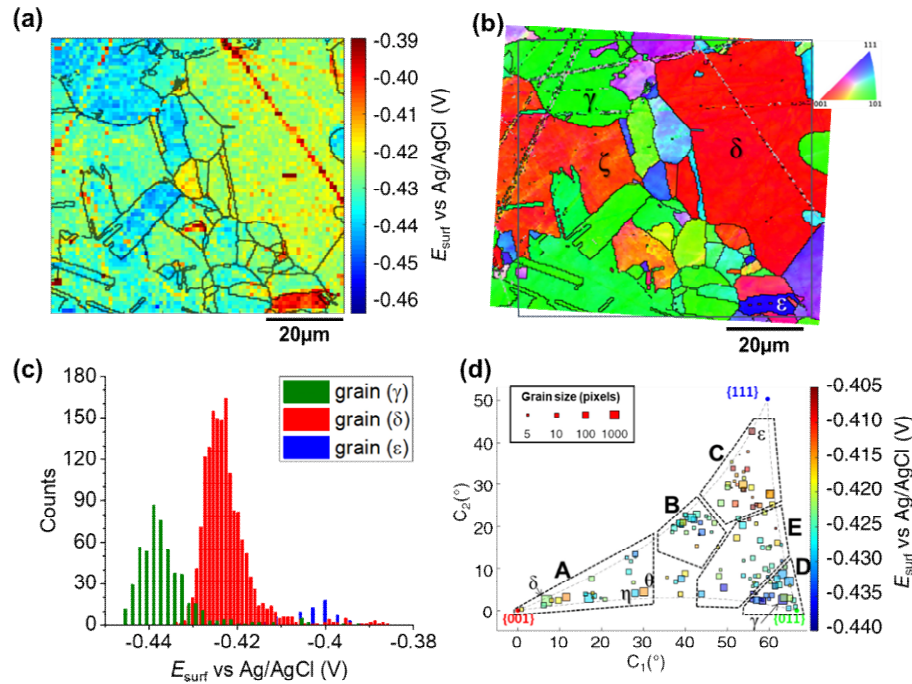 (a)
-0.39
-0.40
-0.41
-0.42
-0.43
-0.44
-0.45
-0.46
E_surf vs Ag/AgCl (V)
20μm
(b)
γ
δ
ζ
ε
111
001
101
20μm
(c)
180
150
120
90
60
30
0
Counts
grain (γ)
grain (δ)
grain (ε)
-0.44
-0.42
-0.40
-0.38
E_surf vs Ag/AgCl (V)
(d)
Grain size (pixels)
5 10 100 1000
{111}
50
40
30
20
10
0
C₂(°)
A
B
C
D
E
δ
η
θ
ε
γ
{001}
{011}
0 10 20 30 40 50 60 70
C₁(°)
-0.405
-0.410
-0.415
-0.420
-0.425
-0.430
-0.435
-0.440
E_surf vs Ag/AgCl (V)